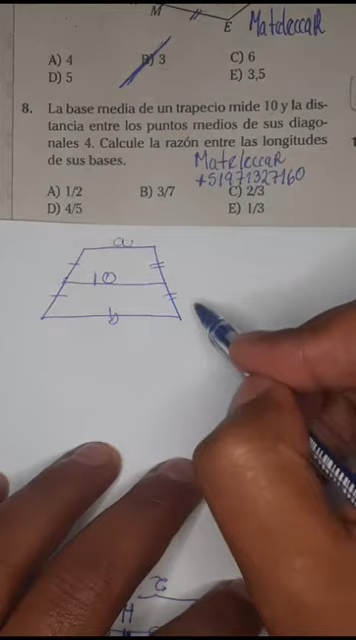 M
E
MateleccaR
A) 4
B) 3
C) 6
D) 5
E) 3,5
8. La base media de un trapecio mide 10 y la dis-
tancia entre los puntos medios de sus diago-
nales 4. Calcule la razón entre las longitudes
de sus bases.
MateleccaR
+51971327160
A) 1/2
B) 3/7
C) 2/3
D) 4/5
E) 1/3
a
10
b
H